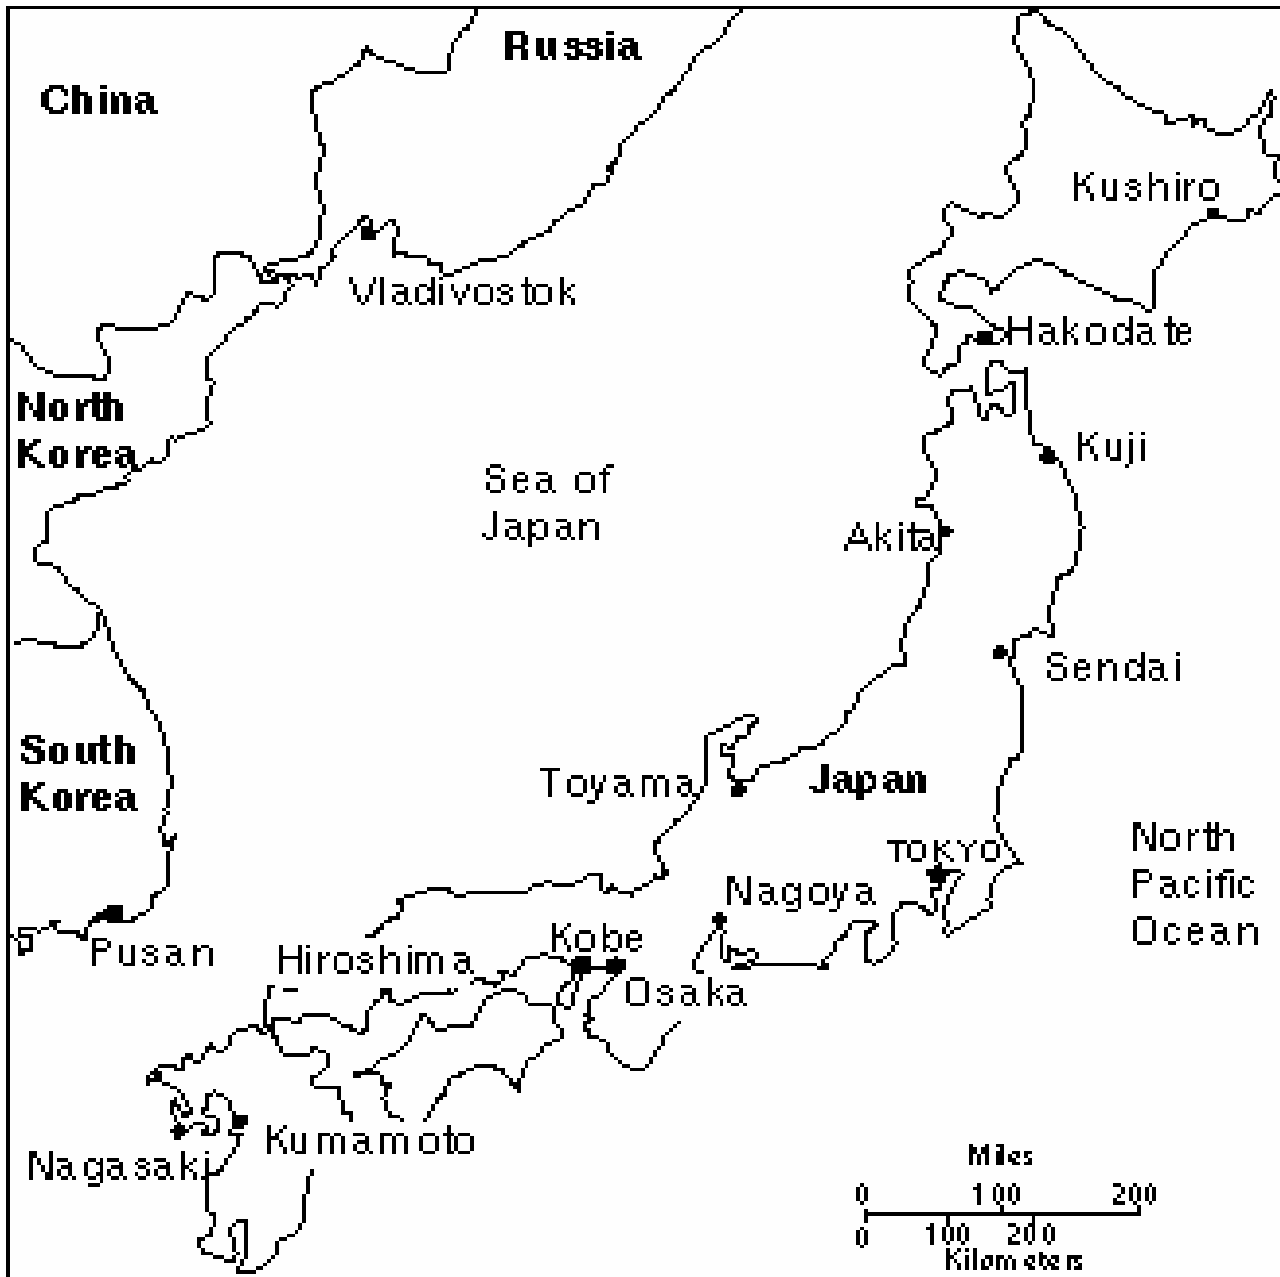 Russia
China
Kushiro
Vladivostok
Hakodate
North
Korea
Kuji
Sea of
Japan
Akita
Sendai
South
Korea
Toyama
Japan
North
Pacific
Ocean
TOKYO
Nagoya
Pusan
Hiroshima
Kobe
Osaka
Kumamoto
Nagasaki
Miles
0 100 200
0 100 200
Kilometers